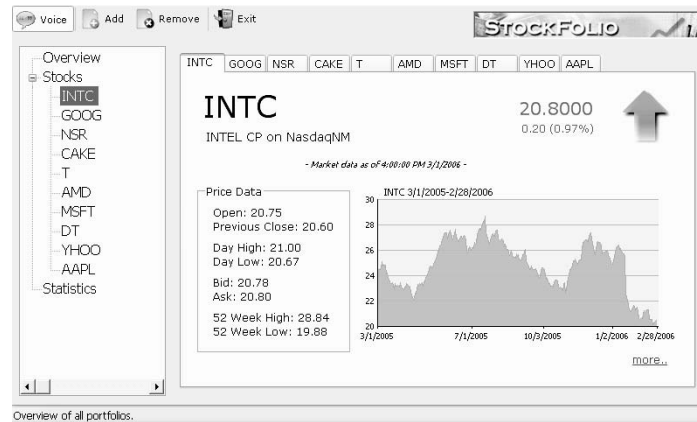 Voice Add Remove Exit
STOCKFOLIO
Overview
Stocks
INTC
GOOG
NSR
CAKE
T
AMD
MSFT
DT
YHOO
AAPL
Statistics
INTC GOOG NSR CAKE T AMD MSFT DT YHOO AAPL
INTC
INTEL CP on NasdaqNM
20.8000
0.20 (0.97%)
- Market data as of 4:00:00 PM 3/1/2006 -
Price Data
Open: 20.75
Previous Close: 20.60
Day High: 21.00
Day Low: 20.67
Bid: 20.78
Ask: 20.80
52 Week High: 28.84
52 Week Low: 19.88
INTC 3/1/2005-2/28/2006
30
28
26
24
22
20
3/1/2005 7/1/2005 10/3/2005 1/2/2006 2/28/2006
more..
Overview of all portfolios.